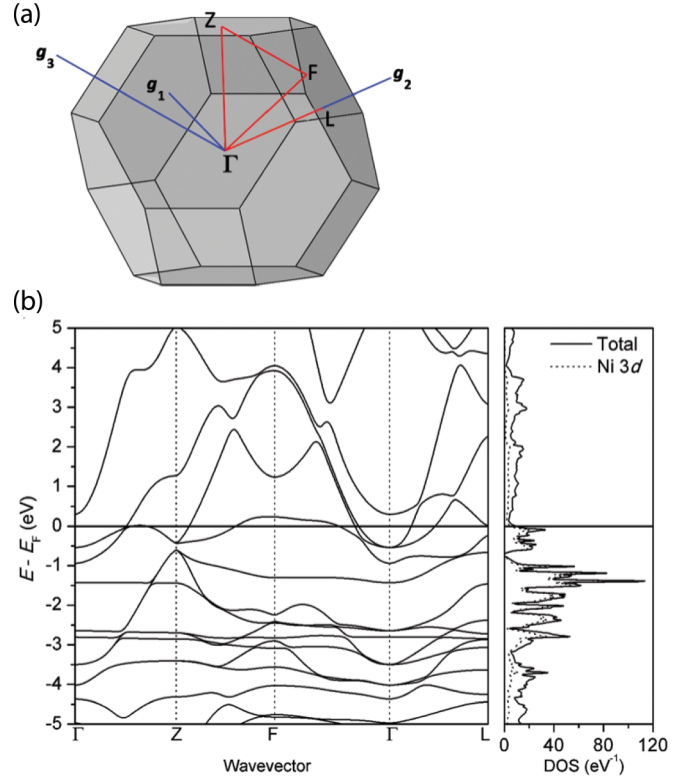 (a)
Z
g3
F
g2
g1
L
Γ
(b)
5
4
3
2
1
0
-1
-2
-3
-4
-5
E - EF (eV)
Γ Z F Γ L
Wavevector
Total
Ni 3d
0 40 80 120
DOS (eV-1)